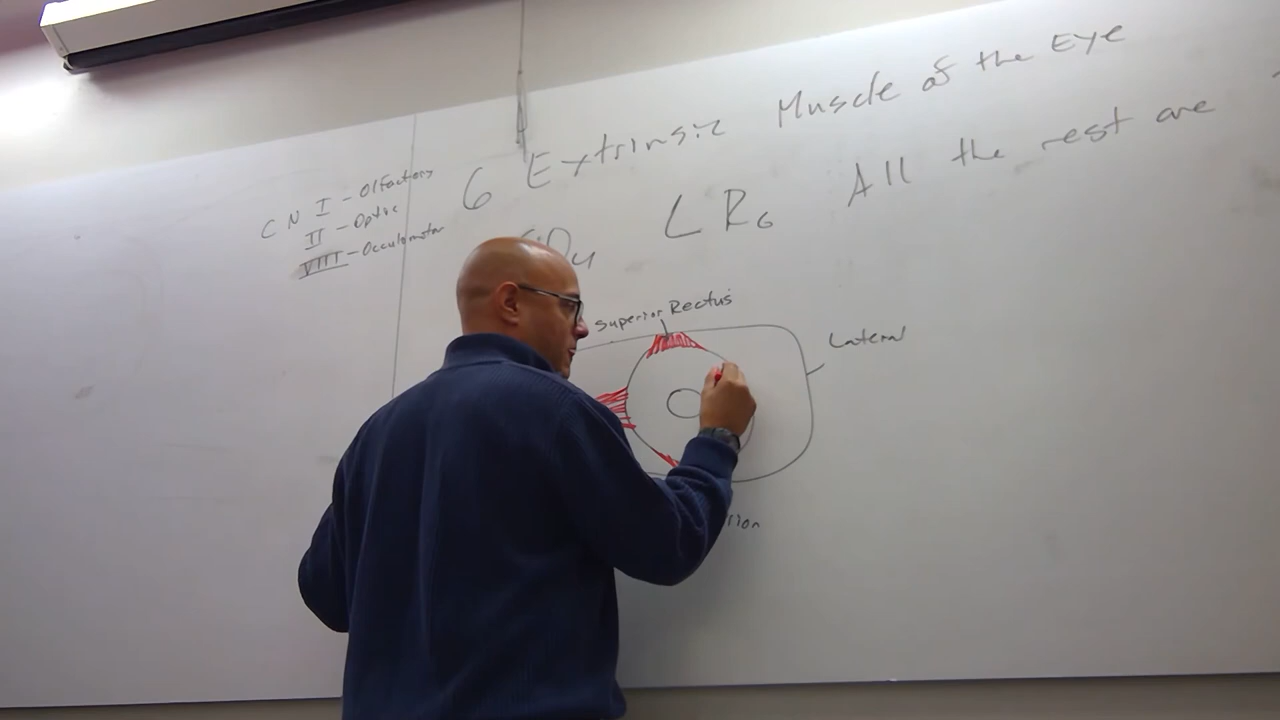 6 Extrinsic Muscle of the Eye
LR6 All the rest are
CN I - Olfactory
II - Optic
VIII - Occulomotor
Superior Rectus
Lateral